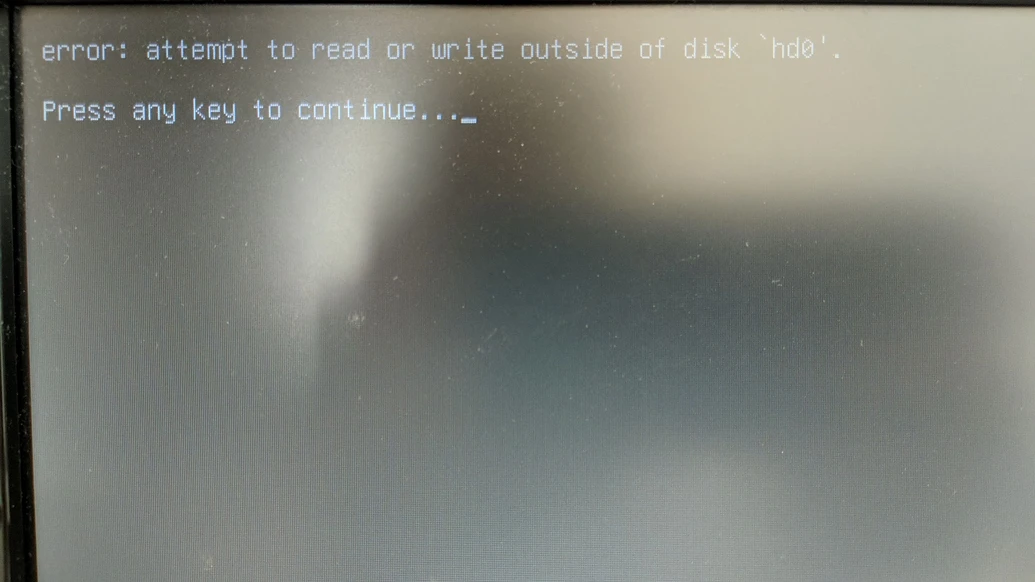 error: attempt to read or write outside of disk `hd0'.
Press any key to continue..._